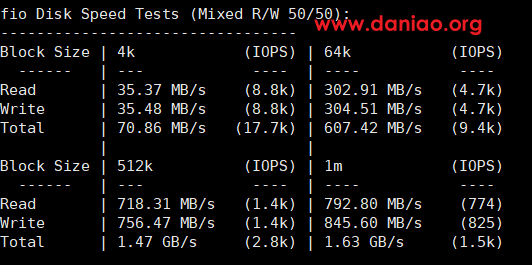 fio Disk Speed Tests (Mixed R/W 50/50):
www.daniao.org
---------------------------------
Block Size | 4k            (IOPS) | 64k           (IOPS)
  ------   | ---            ----  | ----           ----
Read       | 35.37 MB/s    (8.8k) | 302.91 MB/s   (4.7k)
Write      | 35.48 MB/s    (8.8k) | 304.51 MB/s   (4.7k)
Total      | 70.86 MB/s   (17.7k) | 607.42 MB/s   (9.4k)
           |                      |
Block Size | 512k          (IOPS) | 1m            (IOPS)
  ------   | ---            ----  | ----           ----
Read       | 718.31 MB/s   (1.4k) | 792.80 MB/s    (774)
Write      | 756.47 MB/s   (1.4k) | 845.60 MB/s    (825)
Total      | 1.47 GB/s     (2.8k) | 1.63 GB/s     (1.5k)